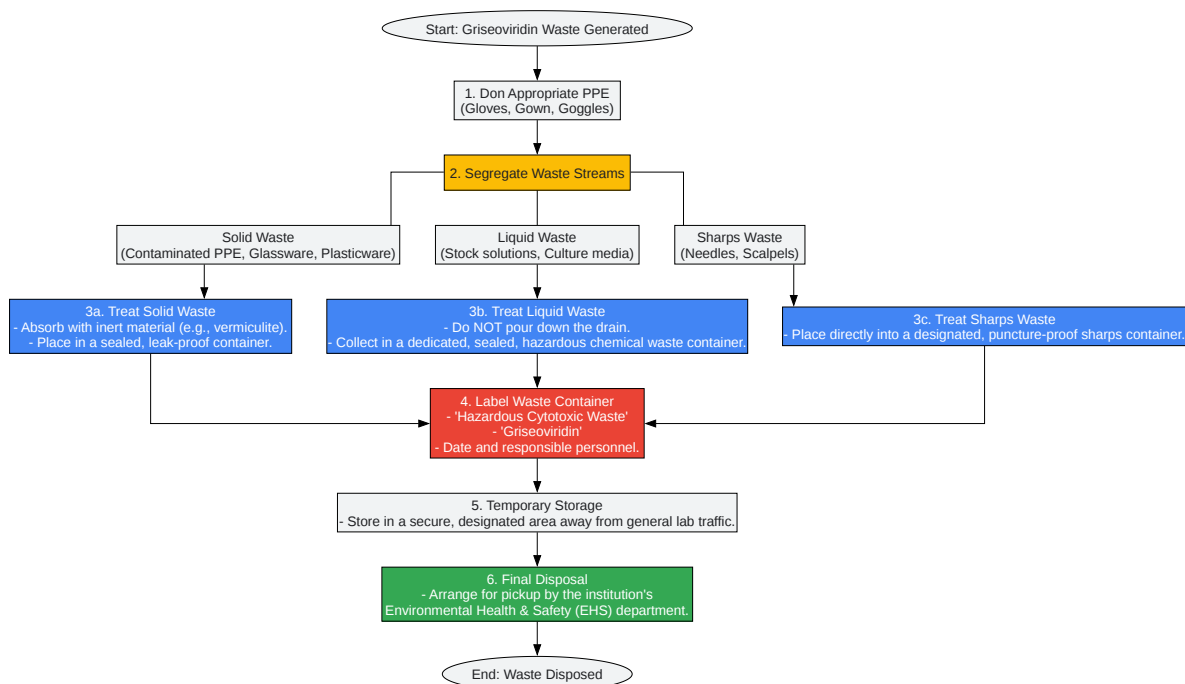 Start: Griseoviridin Waste Generated
1. Don Appropriate PPE
(Gloves, Gown, Goggles)
2. Segregate Waste Streams
Solid Waste
(Contaminated PPE, Glassware, Plasticware)
Liquid Waste
(Stock solutions, Culture media)
Sharps Waste
(Needles, Scalpels)
3a. Treat Solid Waste
- Absorb with inert material (e.g., vermiculite).
- Place in a sealed, leak-proof container.
3b. Treat Liquid Waste
- Do NOT pour down the drain.
- Collect in a dedicated, sealed, hazardous chemical waste container.
3c. Treat Sharps Waste
- Place directly into a designated, puncture-proof sharps container.
4. Label Waste Container
- 'Hazardous Cytotoxic Waste'
- 'Griseoviridin'
- Date and responsible personnel.
5. Temporary Storage
- Store in a secure, designated area away from general lab traffic.
6. Final Disposal
- Arrange for pickup by the institution's
Environmental Health & Safety (EHS) department.
End: Waste Disposed